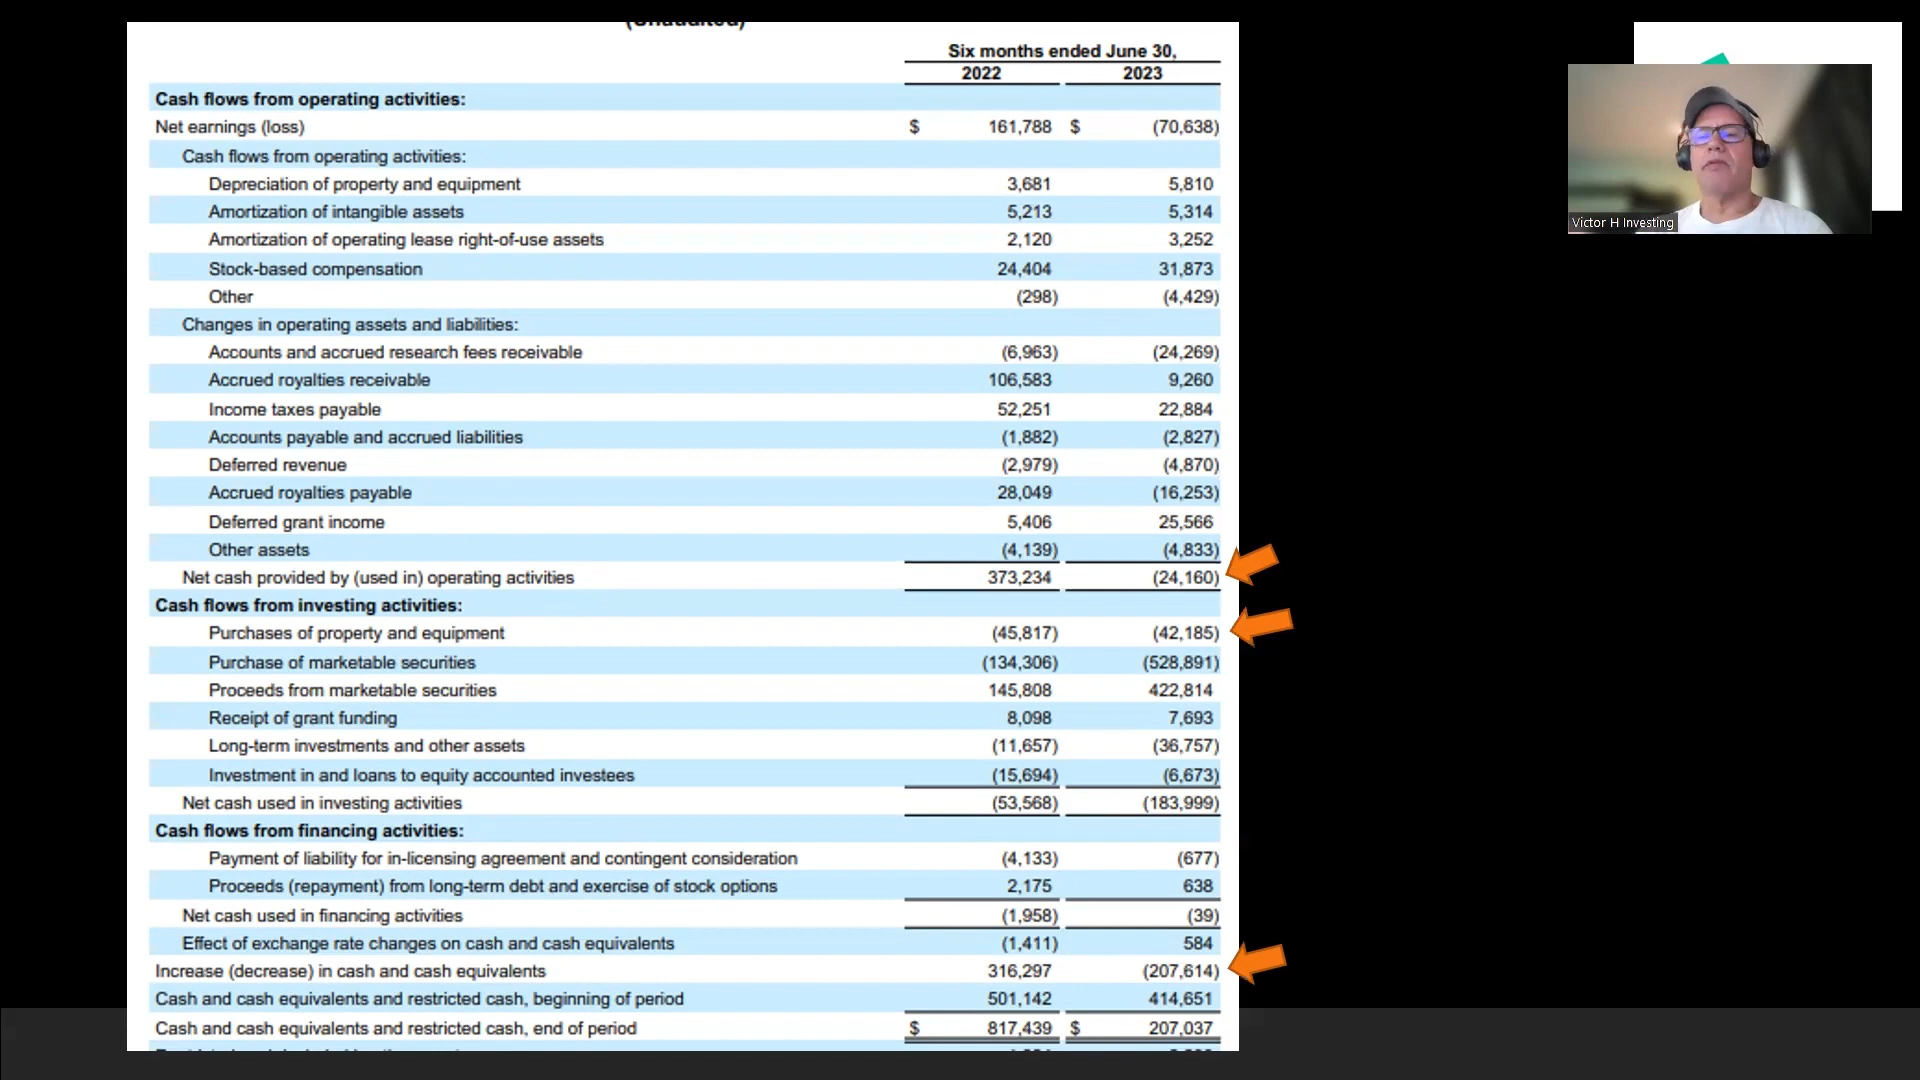 (Unaudited)
Six months ended June 30,
2022 2023
Cash flows from operating activities:
Net earnings (loss) $ 161,788 $ (70,638)
Cash flows from operating activities:
Depreciation of property and equipment 3,681 5,810
Amortization of intangible assets 5,213 5,314
Amortization of operating lease right-of-use assets 2,120 3,252
Stock-based compensation 24,404 31,873
Other (298) (4,429)
Changes in operating assets and liabilities:
Accounts and accrued research fees receivable (6,963) (24,269)
Accrued royalties receivable 106,583 9,260
Income taxes payable 52,251 22,884
Accounts payable and accrued liabilities (1,882) (2,827)
Deferred revenue (2,979) (4,870)
Accrued royalties payable 28,049 (16,253)
Deferred grant income 5,406 25,566
Other assets (4,139) (4,833)
Net cash provided by (used in) operating activities 373,234 (24,160)
Cash flows from investing activities:
Purchases of property and equipment (45,817) (42,185)
Purchase of marketable securities (134,306) (528,891)
Proceeds from marketable securities 145,808 422,814
Receipt of grant funding 8,098 7,693
Long-term investments and other assets (11,657) (36,757)
Investment in and loans to equity accounted investees (15,694) (6,673)
Net cash used in investing activities (53,568) (183,999)
Cash flows from financing activities:
Payment of liability for in-licensing agreement and contingent consideration (4,133) (677)
Proceeds (repayment) from long-term debt and exercise of stock options 2,175 638
Net cash used in financing activities (1,958) (39)
Effect of exchange rate changes on cash and cash equivalents (1,411) 584
Increase (decrease) in cash and cash equivalents 316,297 (207,614)
Cash and cash equivalents and restricted cash, beginning of period 501,142 414,651
Cash and cash equivalents and restricted cash, end of period $ 817,439 $ 207,037
Victor H Investing